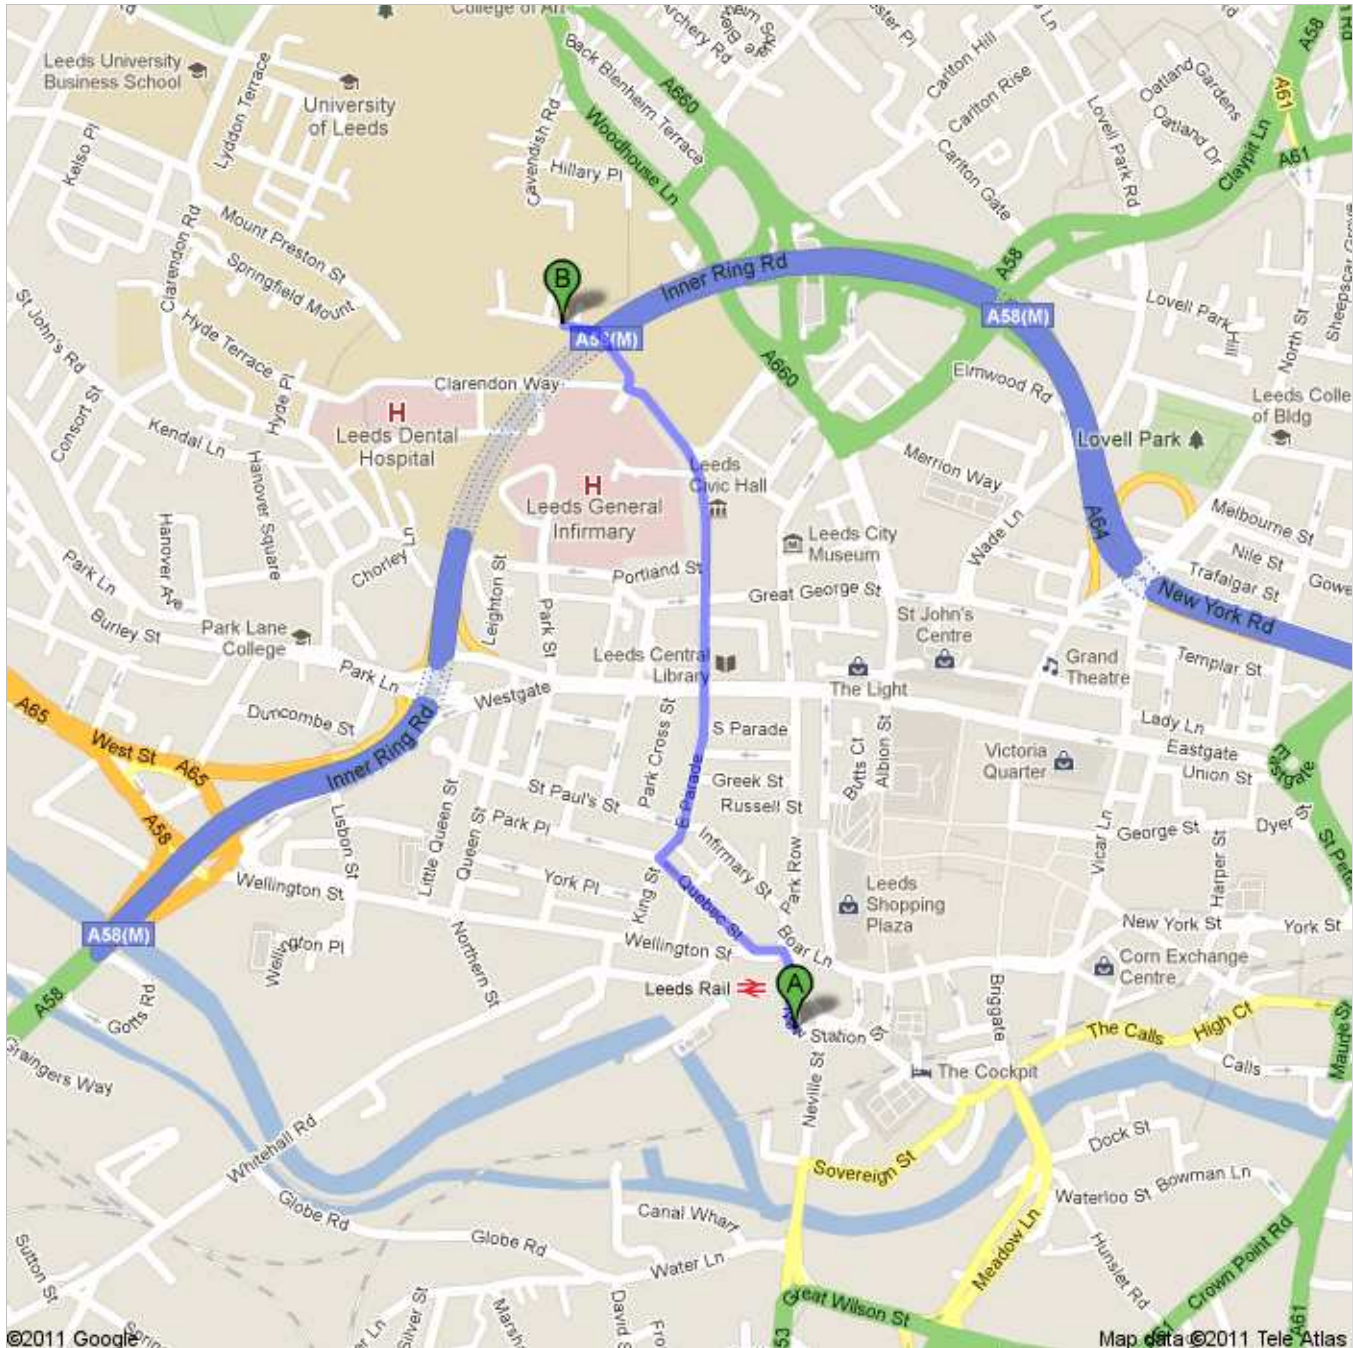 College of Art
Leeds University
Business School
University
of Leeds
Lyddon Terrace
Kelso Pl
Clarendon Rd
Mount Preston St
Springfield Mount
Hyde Terrace
Hyde Pl
St John's Rd
Consort St
Kendal Ln
Hanover Square
Hanover Ave
Back Blenheim Terrace
Archery Rd
A660
Woodhouse Ln
Cavendish Rd
Hillary Pl
Carlton Hill
Carlton Rise
Carlton Gate
Lovell Park Rd
Oatland Gardens
Oatland Dr
A61
A58
A61
Claypit Ln
A58
B
Inner Ring Rd
A58(M)
A58(M)
Lovell Park Hill
North St
A660
Elmwood Rd
Clarendon Way
H
Leeds Dental
Hospital
H
Leeds General
Infirmary
Leeds
Civic Hall
Lovell Park
Merrion Way
Wade Ln
A64
Melbourne St
Nile St
Trafalgar St
New York Rd
Templar St
Leeds City
Museum
Great George St
St John's
Centre
Grand
Theatre
The Light
Portland St
Leeds Central
Library
Chorley Ln
Leighton St
Park St
Park Ln
Burley St
Park Lane
College
Park Ln
Westgate
Duncombe St
A65
West St
A65
A58
Inner Ring Rd
A58(M)
A58
Lisbon St
Little Queen St
Queen St
St Paul's St
Park Pl
York Pl
Park Cross St
E Parade
S Parade
Greek St
Russell St
Infirmary St
Park Row
Butts Ct
Albion St
Victoria
Quarter
Lady Ln
Eastgate
Union St
Eastgate
George St
Dyer St
Vicar Ln
Harper St
Leeds
Shopping
Plaza
New York St
York St
Corn Exchange
Centre
King St
Quebec St
Wellington St
Wellington St
Wellington Pl
Northern St
Boar Ln
Leeds Rail
A
New Station St
Neville St
Briggate
The Calls
High Ct
Calls
Maude St
The Cockpit
Gotts Rd
Graingers Way
Whitehall Rd
Globe Rd
Globe Rd
Sovereign St
Dock St
Bowman Ln
Waterloo St
Meadow Ln
Hunslet Rd
Crown Point Rd
A61
Canal Wharf
Water Ln
Great Wilson St
Sutton St
David St
©2011 Google
Map data ©2011 Tele Atlas